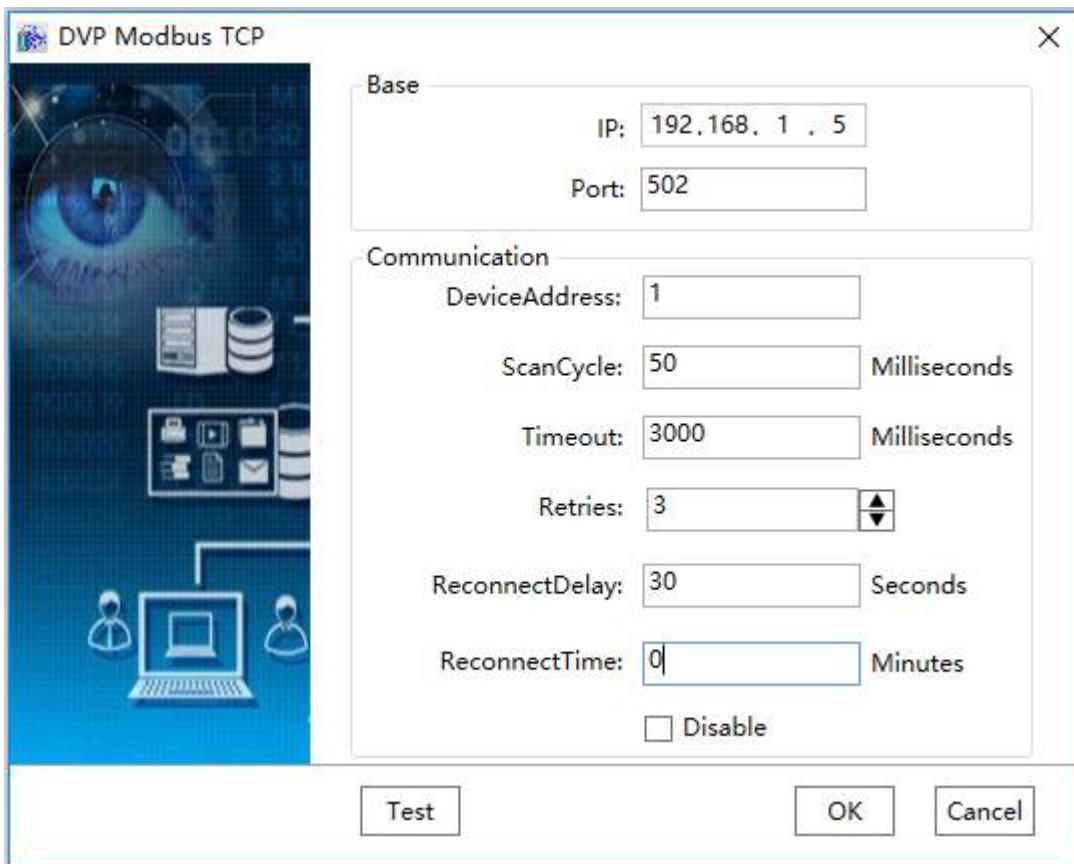 DVP Modbus TCP
Base
IP: 192.168. 1 . 5
Port: 502
Communication
DeviceAddress: 1
ScanCycle: 50 Milliseconds
Timeout: 3000 Milliseconds
Retries: 3
ReconnectDelay: 30 Seconds
ReconnectTime: 0 Minutes
Disable
Test OK Cancel